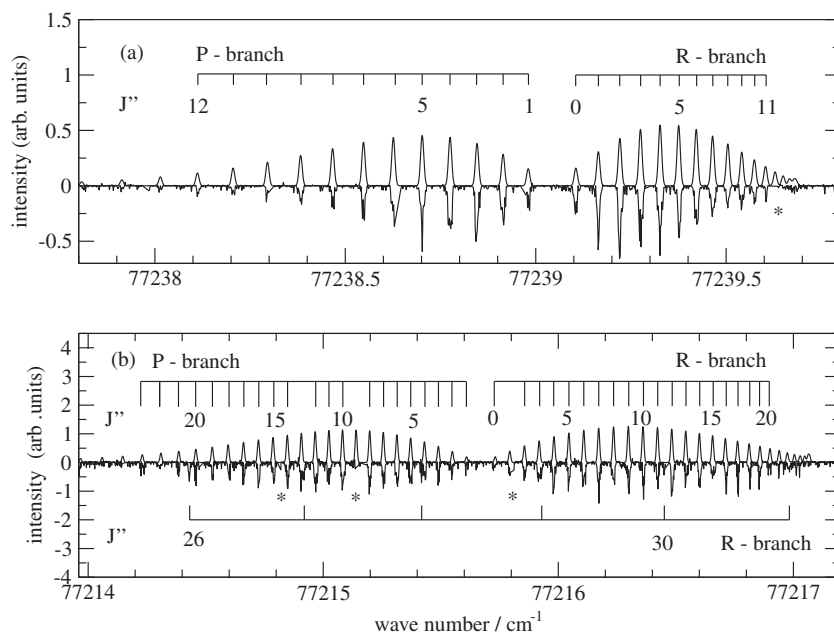 1.5
(a) P - branch R - branch
1
J’’ 12 5 1 0 5 11
0.5
0
*
-0.5
77238 77238.5 77239 77239.5
intensity (arb. units)
4
(b) P - branch R - branch
3
2
J’’ 20 15 10 5 0 5 10 15 20
1
0
-1
* * *
-2
J’’ 26 30 R - branch
-3
-4
77214 77215 77216 77217
intensity (arb .units)
wave number / cm-1